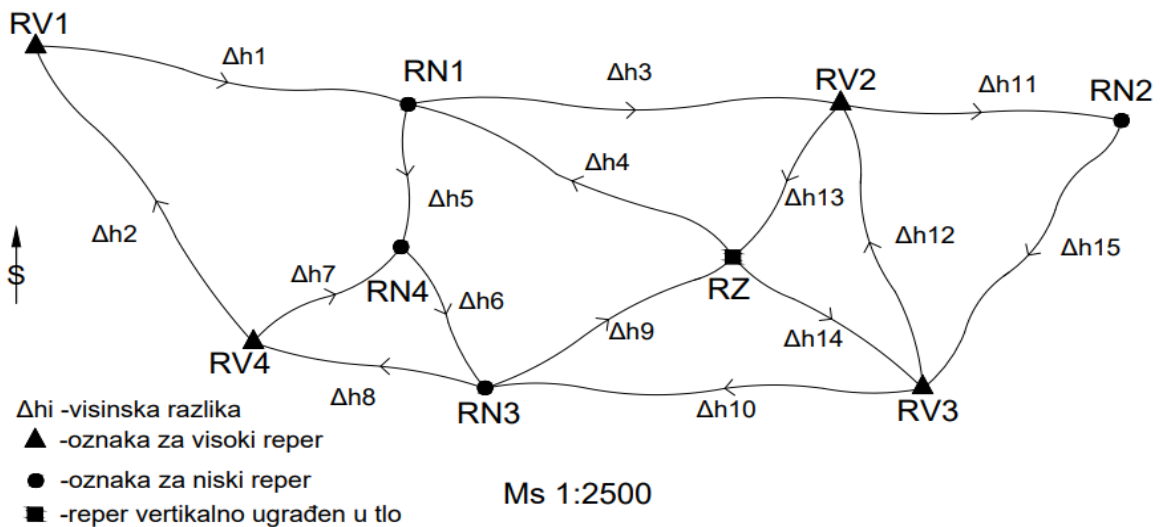 RV1
Δh1
RN1
Δh3
RV2
Δh11
RN2
Δh4
Δh5
Δh13
Δh2
Δh12
Δh15
S
Δh7
RN4
Δh6
RZ
Δh9
Δh14
RV4
Δh8
RN3
Δh10
RV3
Δhi -visinska razlika
-oznaka za visoki reper
-oznaka za niski reper
-reper vertikalno ugrađen u tlo
Ms 1:2500